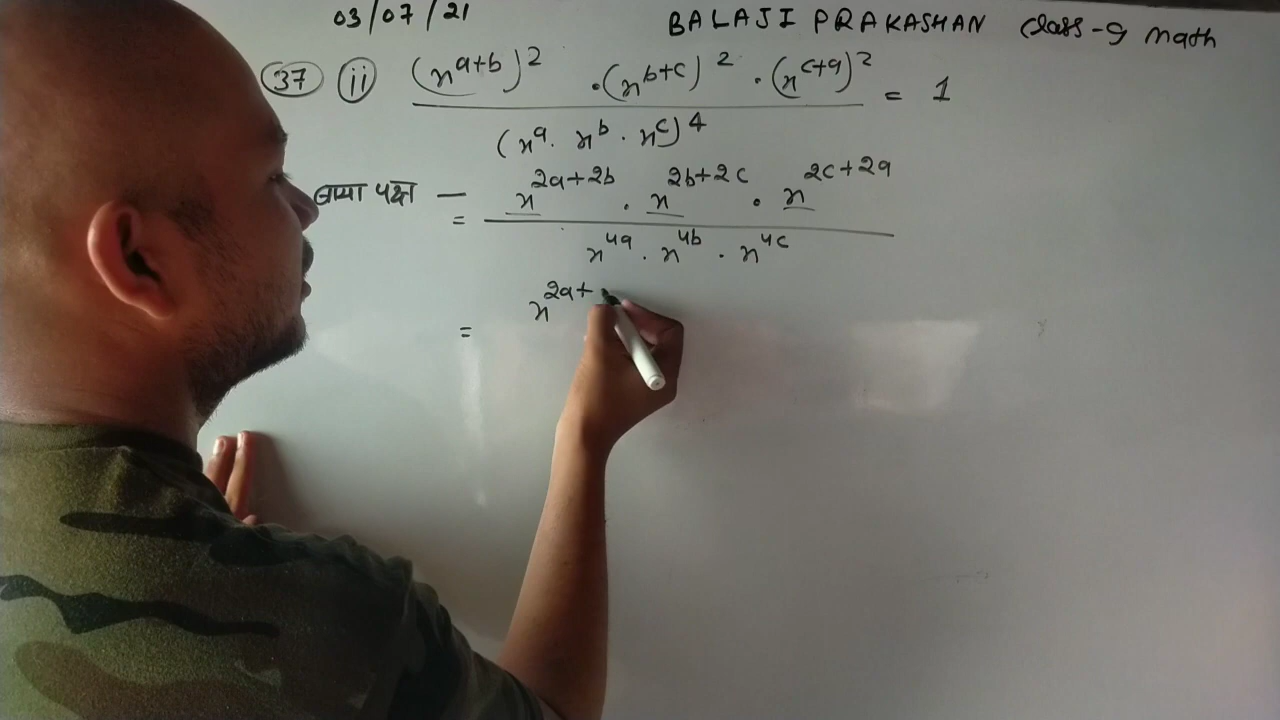 03/07/21 BALAJI PRAKASHAN Class-9 Math
37 ii (x^{a+b})^2 · (x^{b+c})^2 · (x^{c+a})^2 = 1
(x^a · x^b · x^c)^4
बाया पक्ष — x^{2a+2b} · x^{2b+2c} · x^{2c+2a}
=
x^{4a} · x^{4b} · x^{4c}
x^{2a+
=